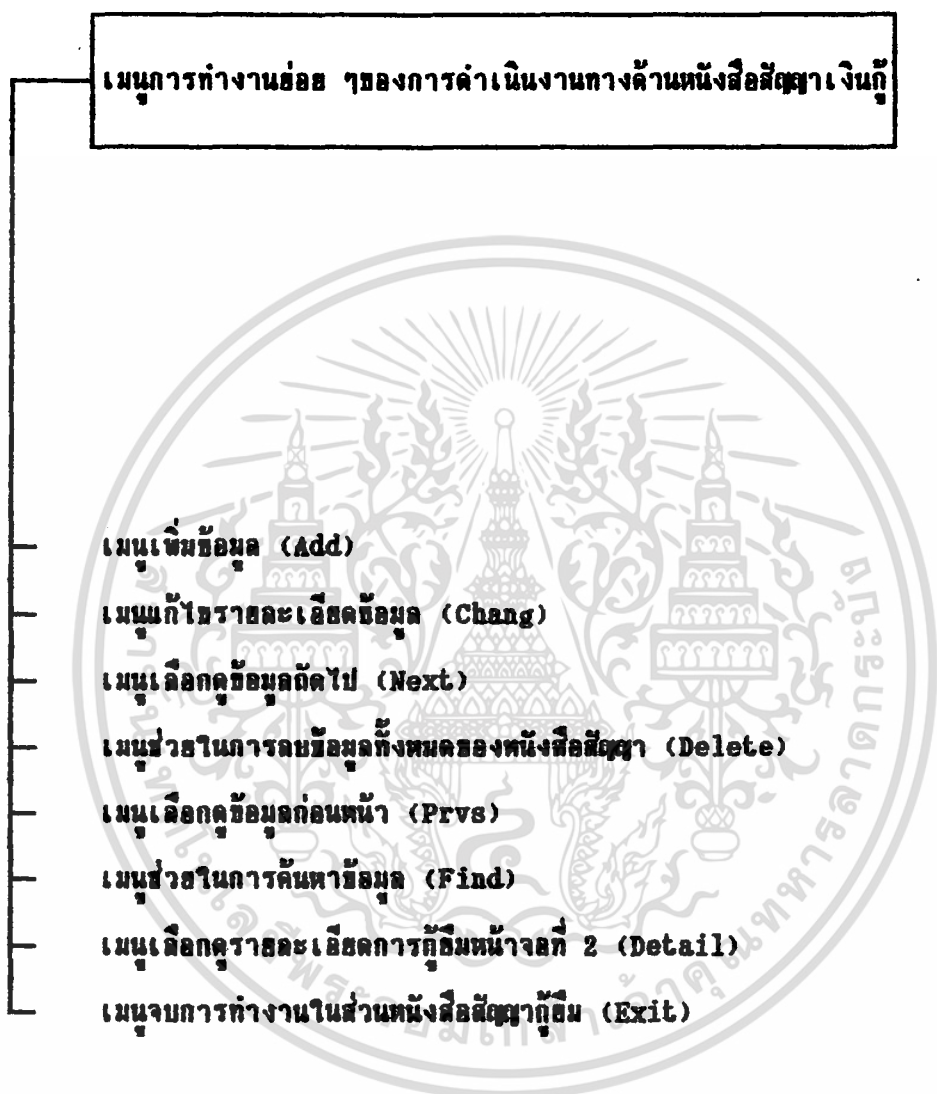 เมนูการทำงานย่อย ๆของการดำเนินงานทางด้านหนังสือสัญญาเงินกู้
เมนูเพิ่มข้อมูล (Add)
เมนูแก้ไขรายละเอียดข้อมูล (Chang)
เมนูเลือกดูข้อมูลถัดไป (Next)
เมนูช่วยในการลบข้อมูลทั้งหมดของหนังสือสัญญา (Delete)
เมนูเลือกดูข้อมูลก่อนหน้า (Prvs)
เมนูช่วยในการค้นหาข้อมูล (Find)
เมนูเลือกดูรายละเอียดการกู้ยืมหน้าจอที่ 2 (Detail)
เมนูจบการทำงานในส่วนหนังสือสัญญากู้ยืม (Exit)